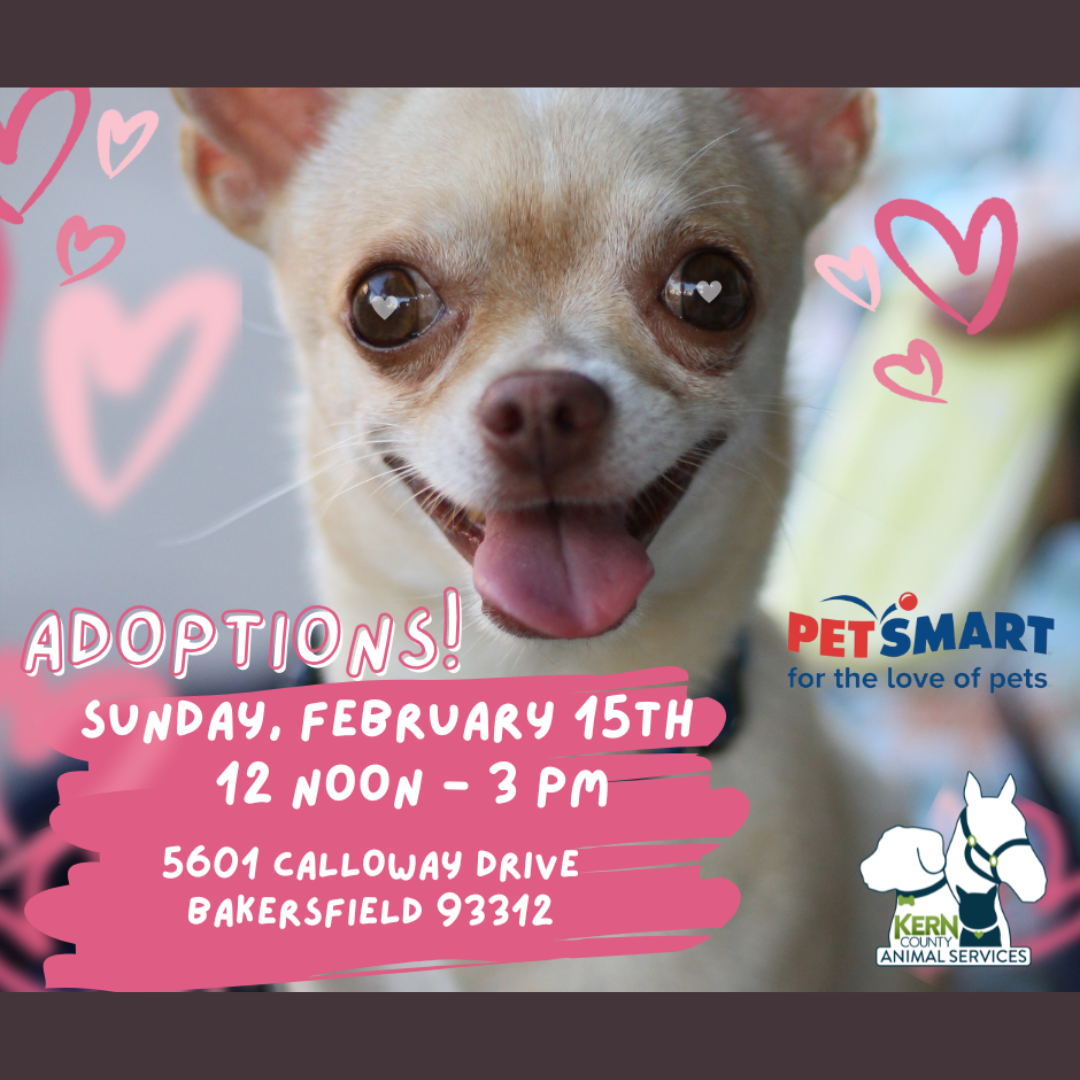 ADOPTIONS!
SUNDAY, FEBRUARY 15TH
12 NOON - 3 PM
5601 CALLOWAY DRIVE
BAKERSFIELD 93312
PETSMART
for the love of pets
KERN
COUNTY
ANIMAL SERVICES